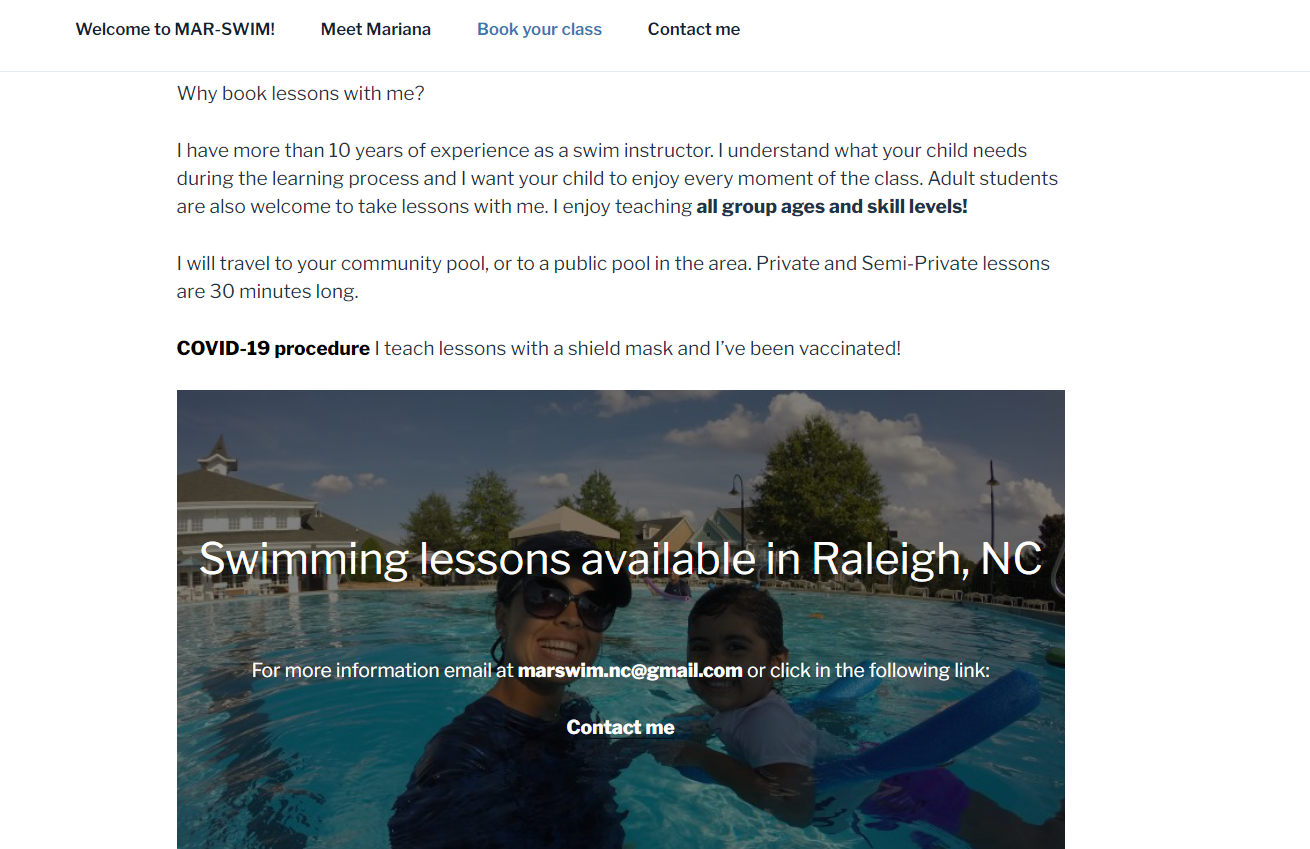 Welcome to MAR-SWIM!
Meet Mariana
Book your class
Contact me
Why book lessons with me?
I have more than 10 years of experience as a swim instructor. I understand what your child needs
during the learning process and I want your child to enjoy every moment of the class. Adult students
are also welcome to take lessons with me. I enjoy teaching all group ages and skill levels!
I will travel to your community pool, or to a public pool in the area. Private and Semi-Private lessons
are 30 minutes long.
COVID-19 procedure I teach lessons with a shield mask and I’ve been vaccinated!
Swimming lessons available in Raleigh, NC
For more information email at marswim.nc@gmail.com or click in the following link:
Contact me